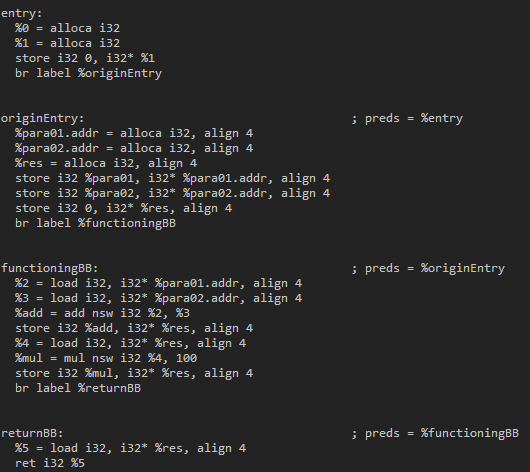 entry:
%0 = alloca i32
%1 = alloca i32
store i32 0, i32* %1
br label %originEntry
originEntry: ; preds = %entry
%para01.addr = alloca i32, align 4
%para02.addr = alloca i32, align 4
%res = alloca i32, align 4
store i32 %para01, i32* %para01.addr, align 4
store i32 %para02, i32* %para02.addr, align 4
store i32 0, i32* %res, align 4
br label %functioningBB
functioningBB: ; preds = %originEntry
%2 = load i32, i32* %para01.addr, align 4
%3 = load i32, i32* %para02.addr, align 4
%add = add nsw i32 %2, %3
store i32 %add, i32* %res, align 4
%4 = load i32, i32* %res, align 4
%mul = mul nsw i32 %4, 100
store i32 %mul, i32* %res, align 4
br label %returnBB
returnBB: ; preds = %functioningBB
%5 = load i32, i32* %res, align 4
ret i32 %5